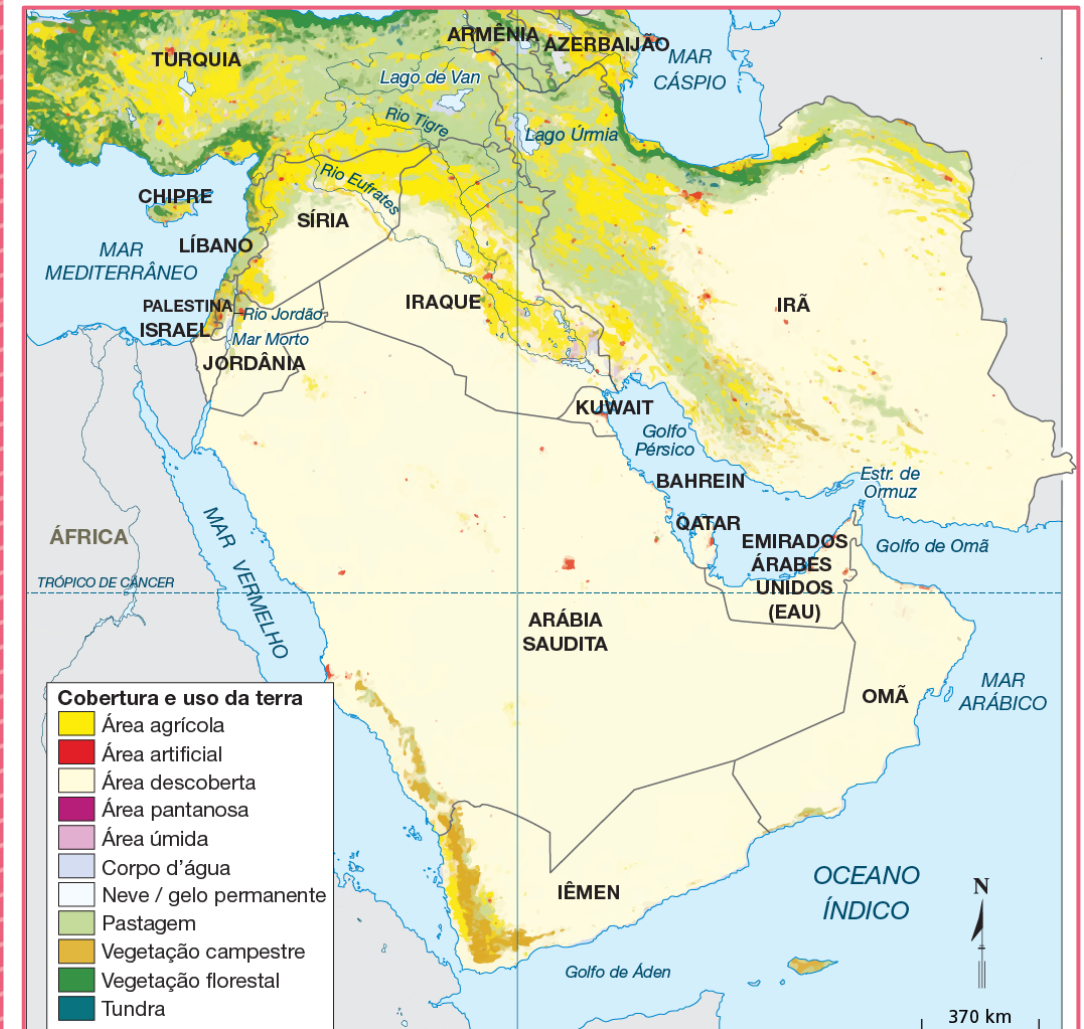 ARMÊNIA
AZERBAIJÃO
TURQUIA
MAR
CÁSPIO
Lago de Van
Rio Tigre
Lago Úrmia
Rio Eufrates
CHIPRE
SÍRIA
LÍBANO
MAR
MEDITERRÂNEO
PALESTINA
IRAQUE
IRÃ
Rio Jordão
ISRAEL
Mar Morto
JORDÂNIA
KUWAIT
Golfo
Pérsico
BAHREIN
Estr. de
Ormuz
QATAR
ÁFRICA
MAR VERMELHO
EMIRADOS
ÁRABES
UNIDOS
(EAU)
Golfo de Omã
TRÓPICO DE CÂNCER
ARÁBIA
SAUDITA
OMÃ
MAR
ARÁBICO
Cobertura e uso da terra
Área agrícola
Área artificial
Área descoberta
Área pantanosa
Área úmida
Corpo d'água
Neve / gelo permanente
Pastagem
Vegetação campestre
Vegetação florestal
Tundra
IÊMEN
OCEANO
ÍNDICO
N
Golfo de Áden
370 km